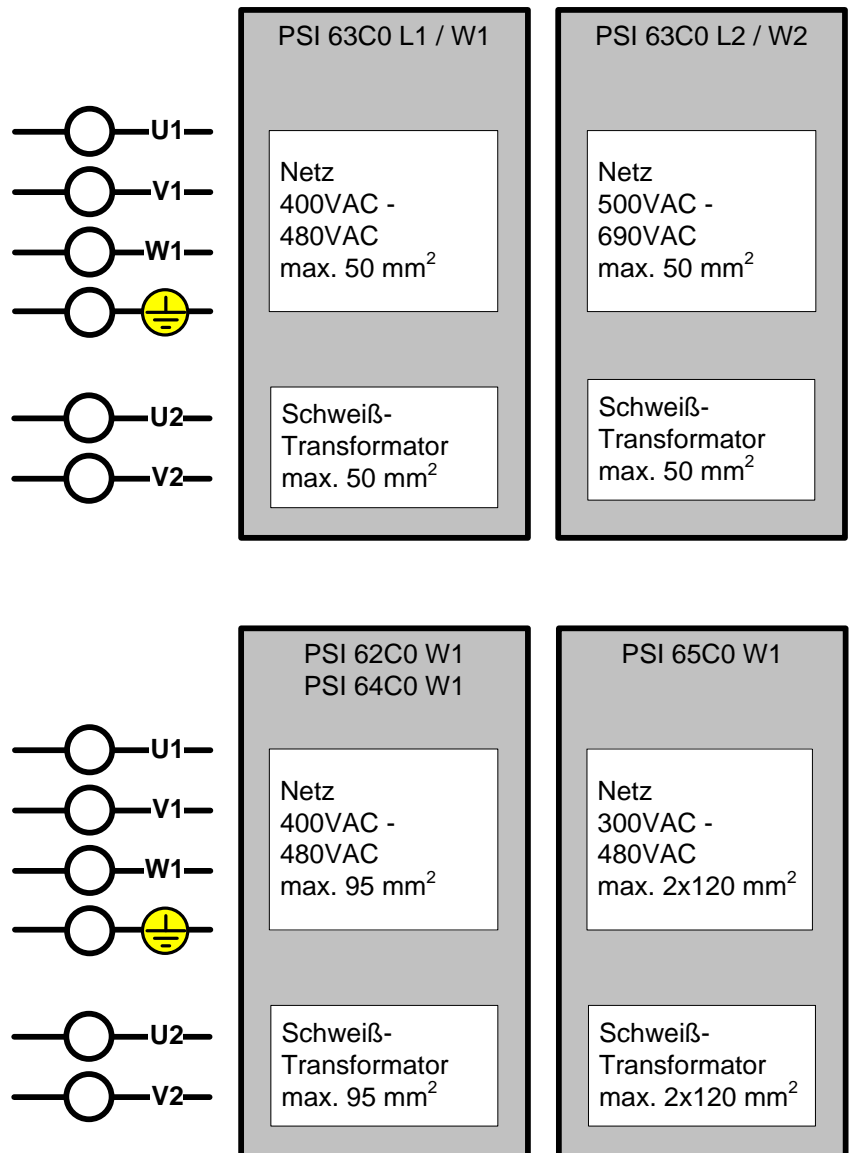 PSI 63C0 L1 / W1
PSI 63C0 L2 / W2
U1
V1
W1
U2
V2
Netz
400VAC -
480VAC
max. 50 mm²
Schweiß-
Transformator
max. 50 mm²
Netz
500VAC -
690VAC
max. 50 mm²
Schweiß-
Transformator
max. 50 mm²
PSI 62C0 W1
PSI 64C0 W1
PSI 65C0 W1
U1
V1
W1
U2
V2
Netz
400VAC -
480VAC
max. 95 mm²
Schweiß-
Transformator
max. 95 mm²
Netz
300VAC -
480VAC
max. 2x120 mm²
Schweiß-
Transformator
max. 2x120 mm²